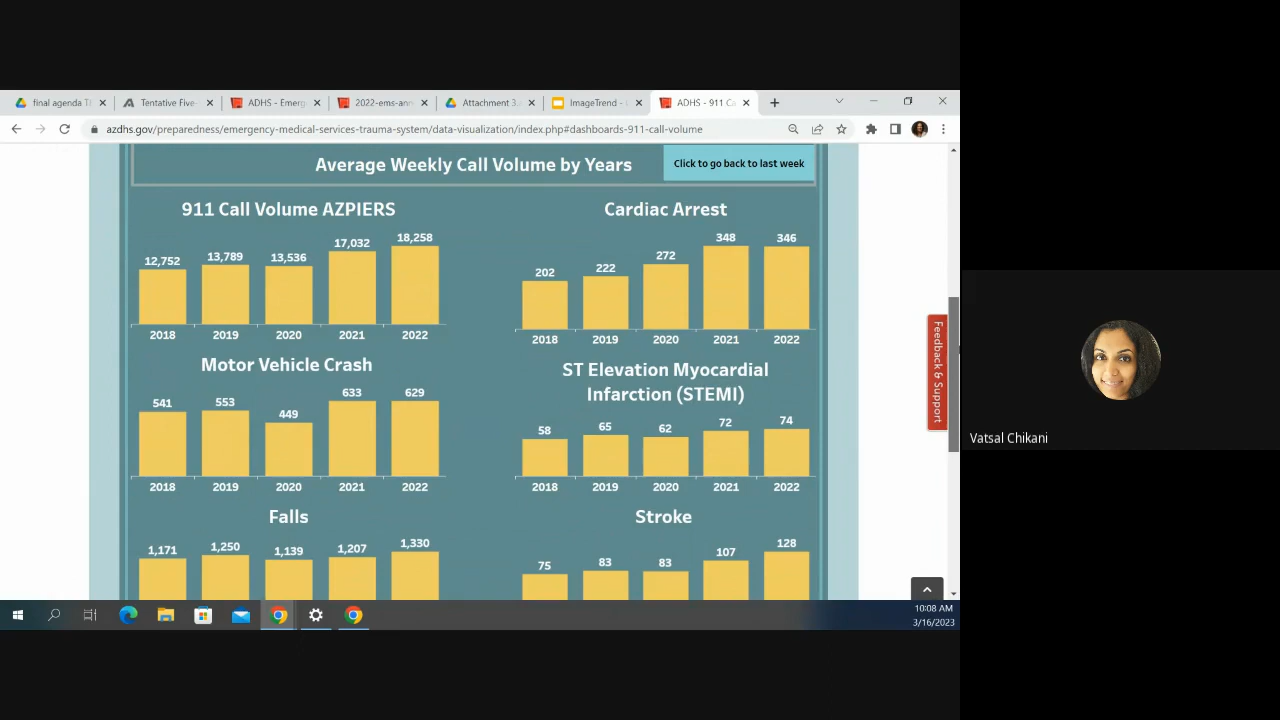 final agenda T
Tentative Five-
ADHS - Emerg
2022-ems-ann
Attachment 3.
ImageTrend -
ADHS - 911 Ca
azdhs.gov/preparedness/emergency-medical-services-trauma-system/data-visualization/index.php#dashboards-911-call-volume
Average Weekly Call Volume by Years
Click to go back to last week
911 Call Volume AZPIERS
12,752 13,789 13,536 17,032 18,258
2018 2019 2020 2021 2022
Cardiac Arrest
202 222 272 348 346
2018 2019 2020 2021 2022
Motor Vehicle Crash
541 553 449 633 629
2018 2019 2020 2021 2022
ST Elevation Myocardial
Infarction (STEMI)
58 65 62 72 74
2018 2019 2020 2021 2022
Falls
1,171 1,250 1,139 1,207 1,330
Stroke
75 83 83 107 128
Feedback & Support
Vatsal Chikani
10:08 AM
3/16/2023